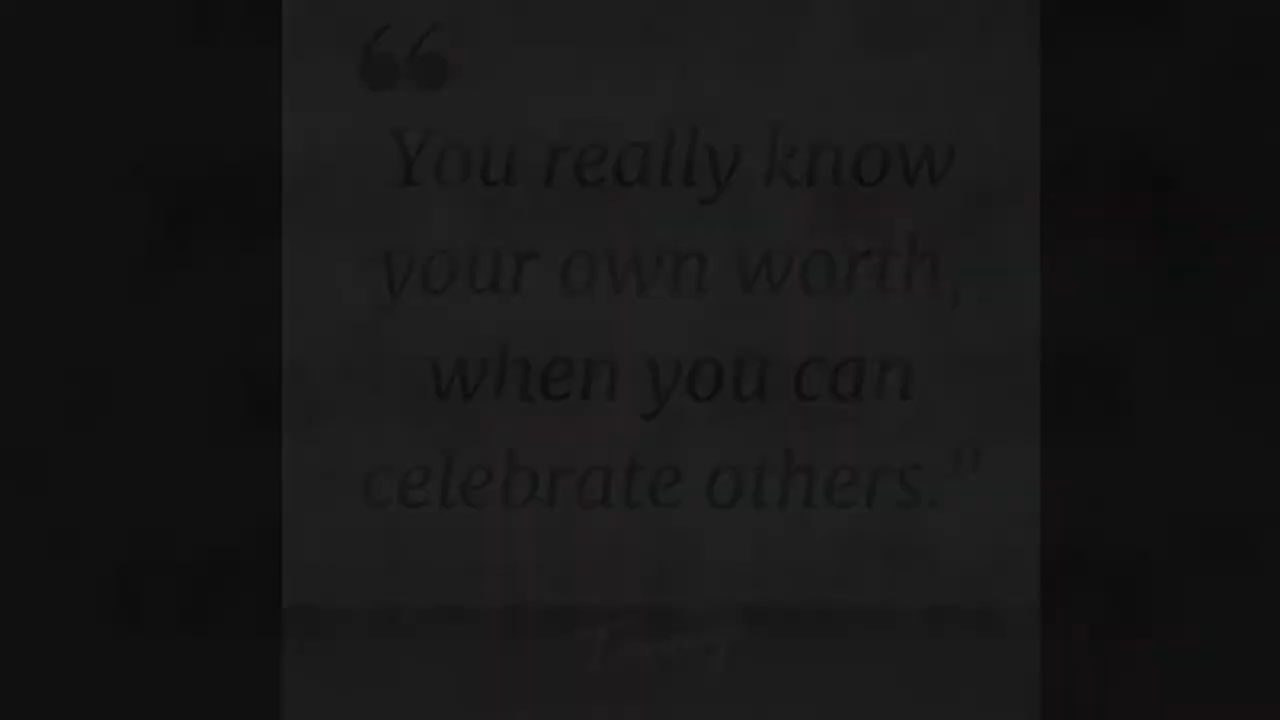 “
You really know
your own worth,
when you can
celebrate others."